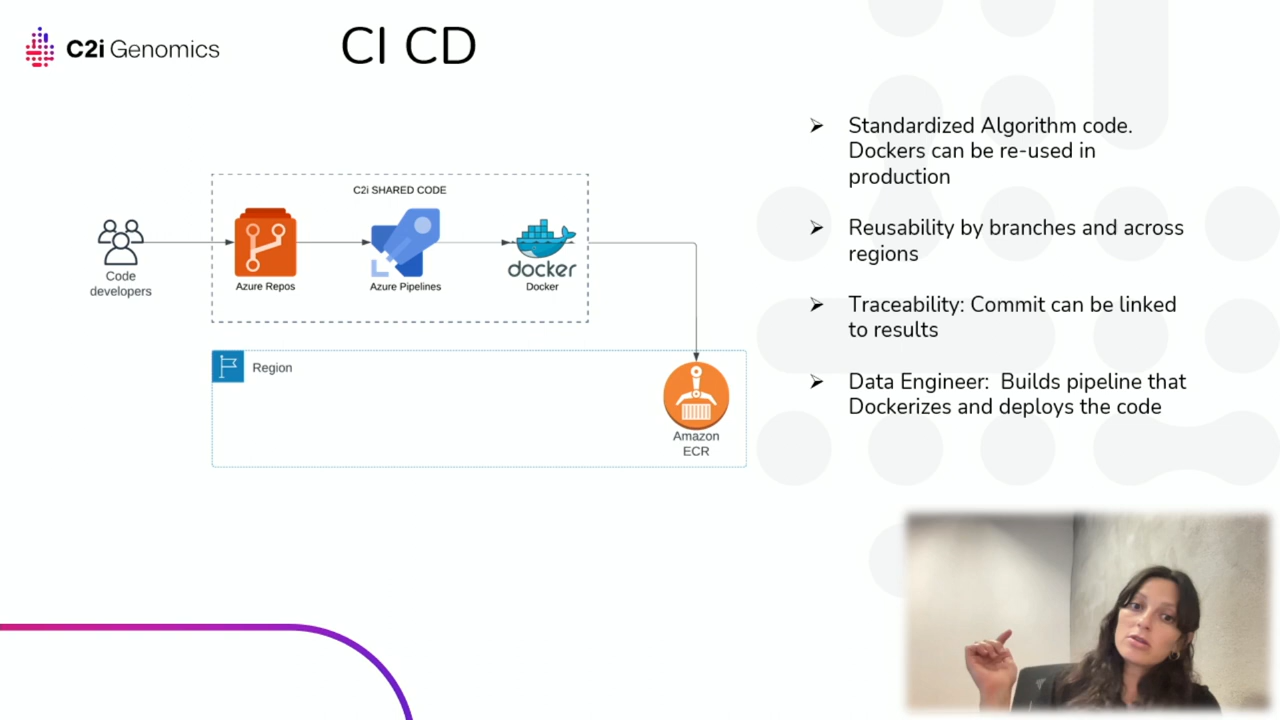 C2i Genomics
CI CD
C2i SHARED CODE
Code
developers
Azure Repos
Azure Pipelines
docker
Docker
Region
Amazon
ECR
➢ Standardized Algorithm code.
Dockers can be re-used in
production
➢ Reusability by branches and across
regions
➢ Traceability: Commit can be linked
to results
➢ Data Engineer: Builds pipeline that
Dockerizes and deploys the code